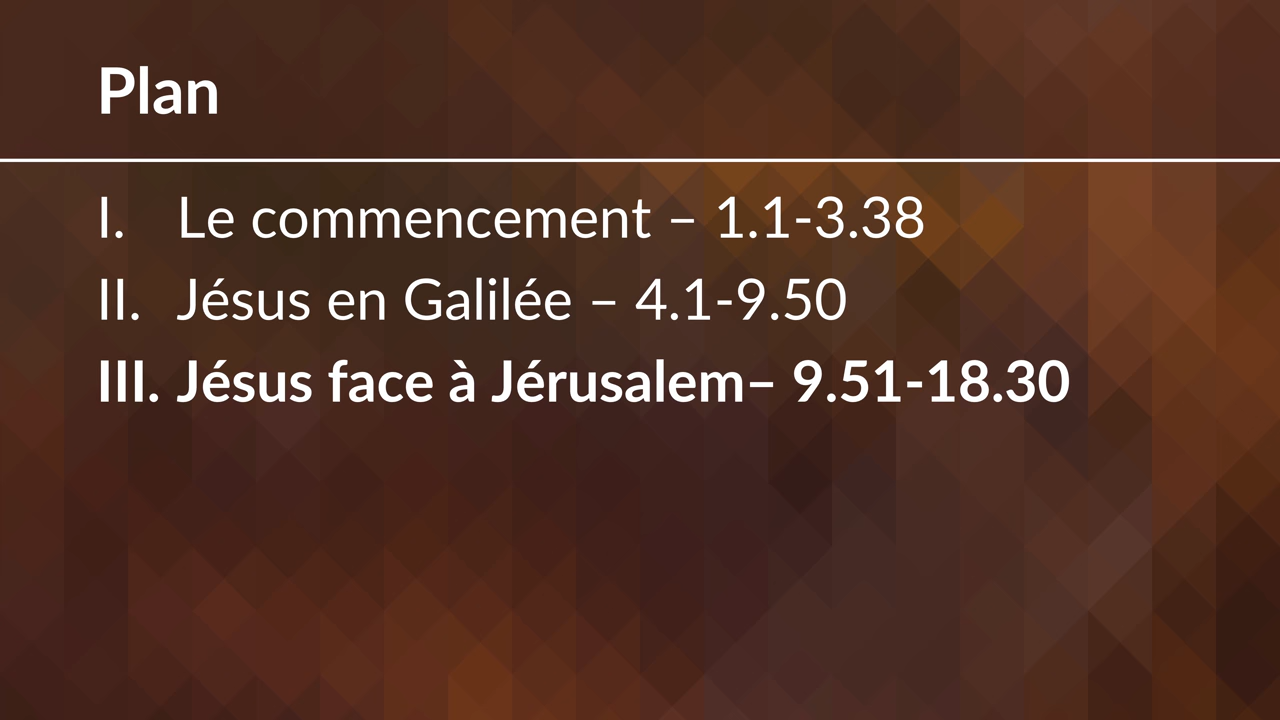 Plan
I. Le commencement – 1.1-3.38
II. Jésus en Galilée – 4.1-9.50
III. Jésus face à Jérusalem– 9.51-18.30